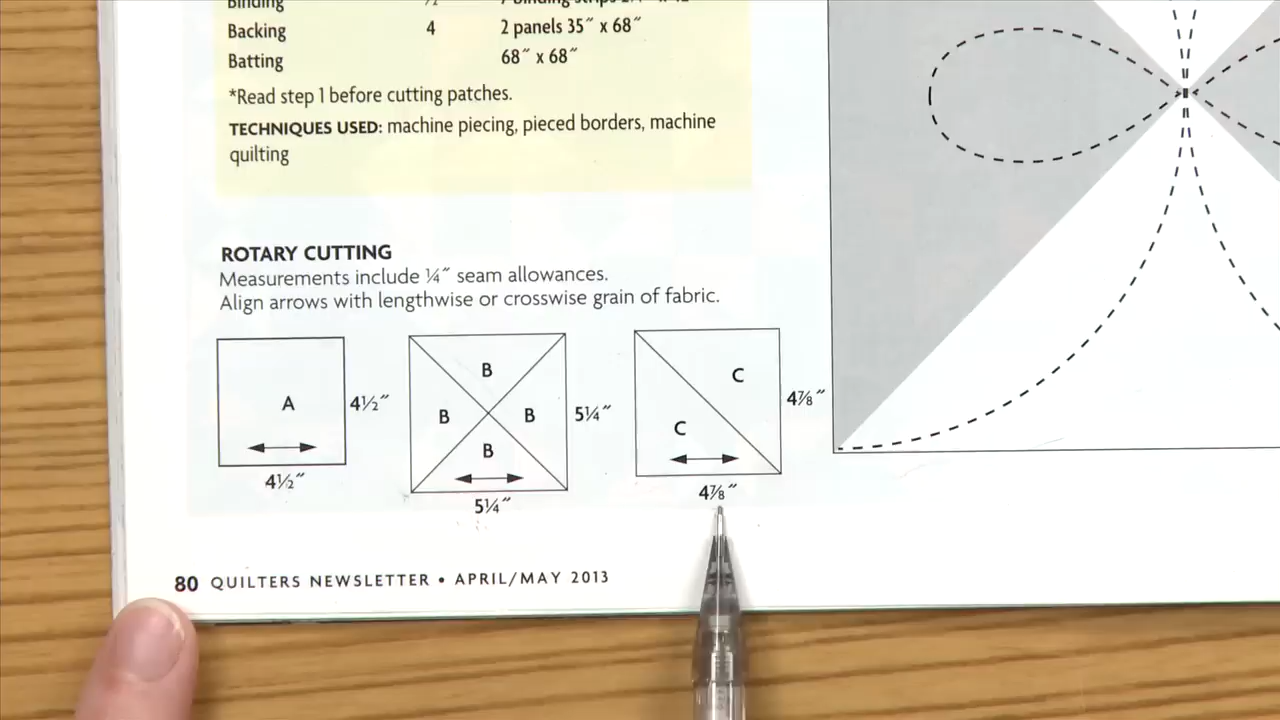 Binding
Backing 4 2 panels 35″ x 68″
Batting 68″ x 68″
*Read step 1 before cutting patches.
TECHNIQUES USED: machine piecing, pieced borders, machine
quilting
ROTARY CUTTING
Measurements include ¼″ seam allowances.
Align arrows with lengthwise or crosswise grain of fabric.
A 4½″
4½″
B
B B 5¼″
B
5¼″
C
C 4⅞″
4⅞″
80 QUILTERS NEWSLETTER • APRIL/MAY 2013